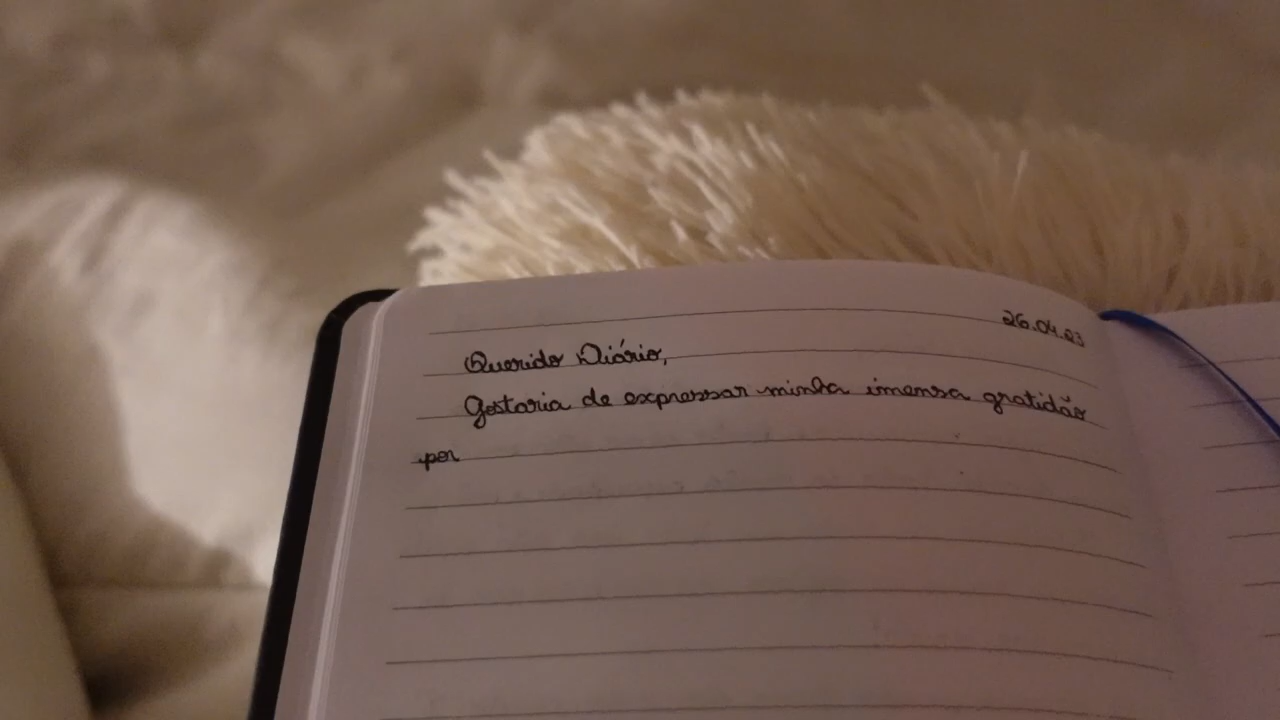 26.04.23
Querido Diário,
Gostaria de expressar minha imensa gratidão
por